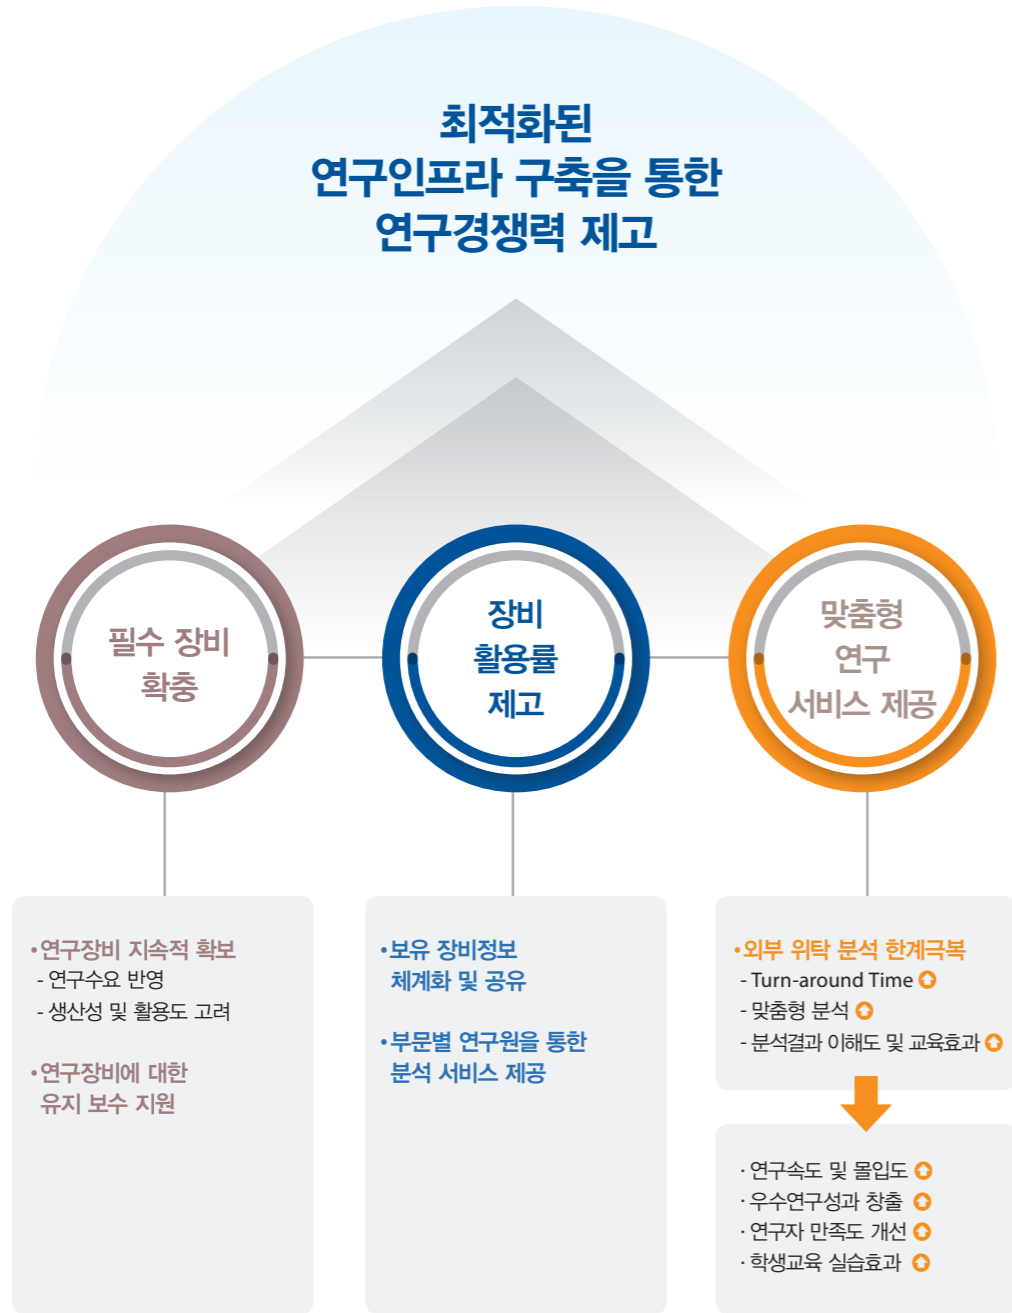 최적화된
연구인프라 구축을 통한
연구경쟁력 제고
필수 장비
확충
장비
활용률
제고
맞춤형
연구
서비스 제공
•연구장비 지속적 확보
- 연구수요 반영
- 생산성 및 활용도 고려
•연구장비에 대한
유지 보수 지원
•보유 장비정보
체계화 및 공유
•부문별 연구원을 통한
분석 서비스 제공
•외부 위탁 분석 한계극복
- Turn-around Time
- 맞춤형 분석
- 분석결과 이해도 및 교육효과
· 연구속도 및 몰입도
· 우수연구성과 창출
· 연구자 만족도 개선
· 학생교육 실습효과